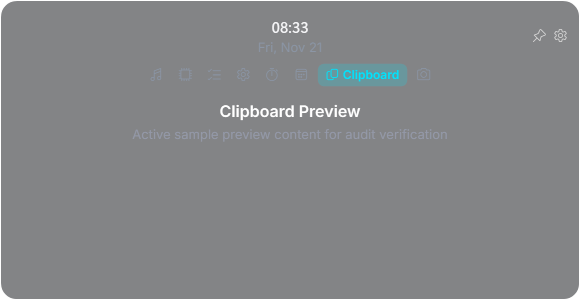 08:33
Fri, Nov 21
Clipboard
Clipboard Preview
Active sample preview content for audit verification